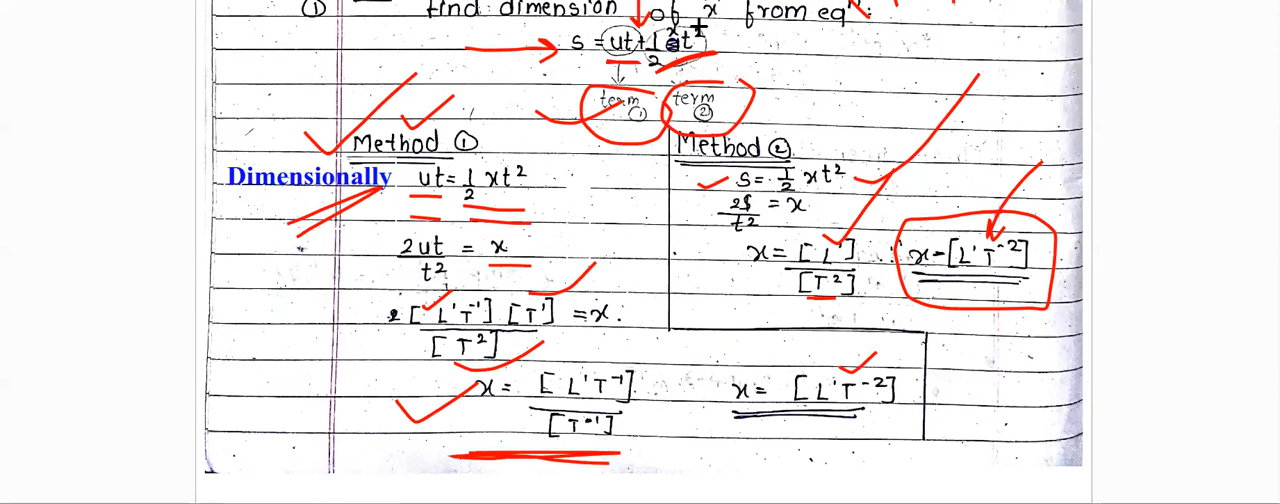 ① find dimension of x from eqⁿ.
s = ut + 1/2 xt²
term ① term ②
Method ①
Dimensionally ut = 1/2 xt²
2ut/t² = x
2 [L¹T⁻¹] [T¹] / [T²] = x.
x = [L¹T⁻¹] / [T⁻¹]
x = [L¹T⁻²]
Method ②
s = 1/2 xt²
2s/t² = x
x = [L¹] / [T²] ∴ x = [L¹T⁻²]